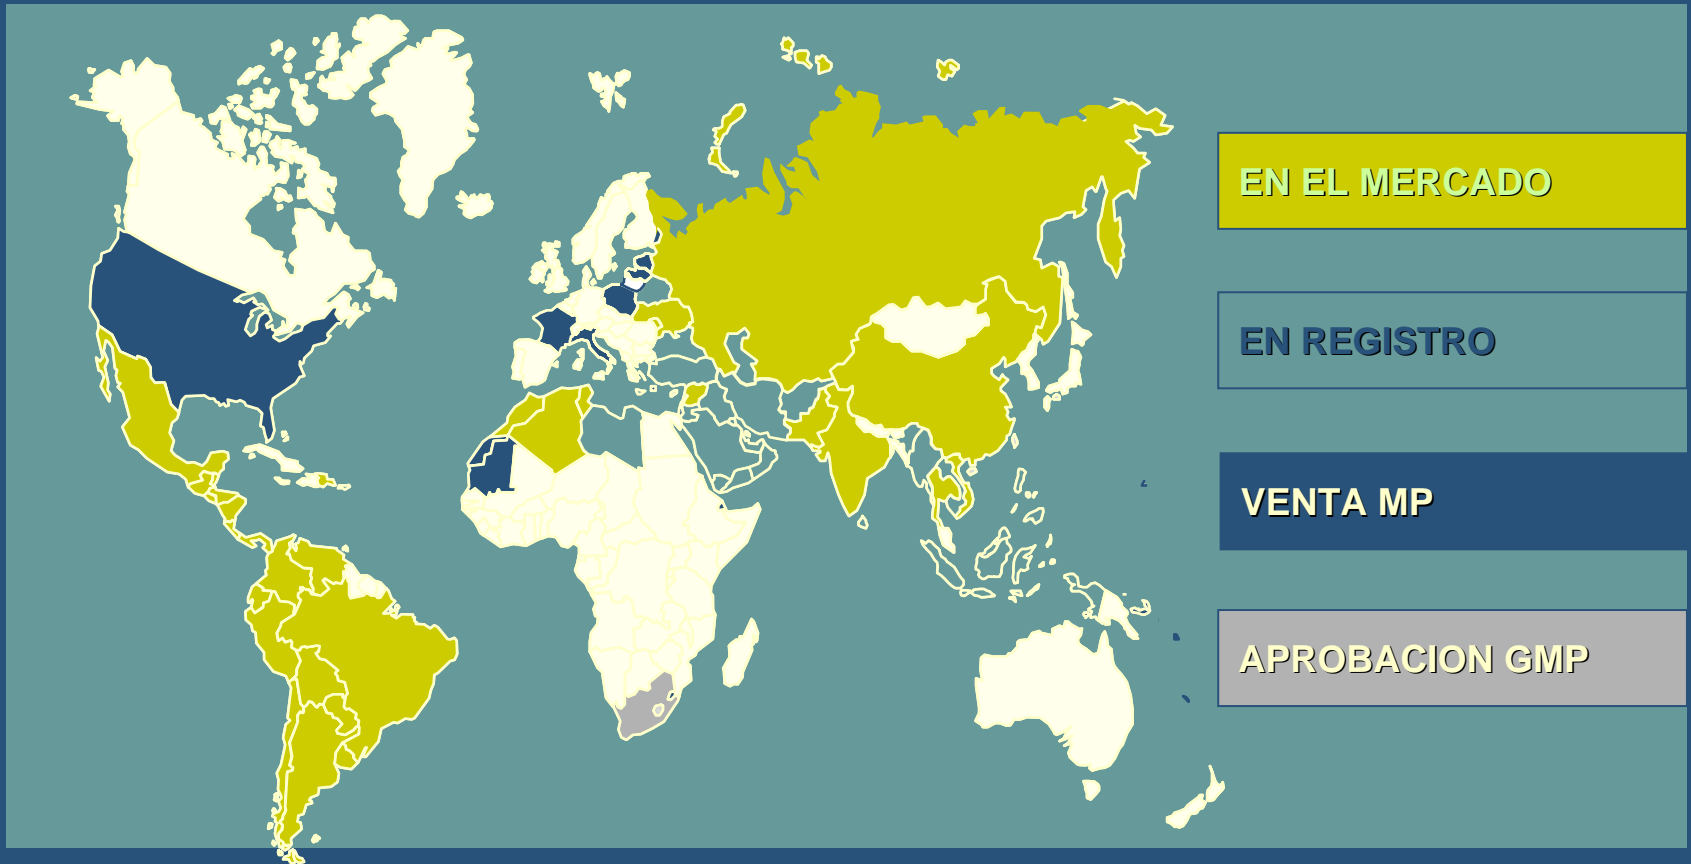 EN EL MERCADO
EN REGISTRO
VENTA MP
APROBACION GMP